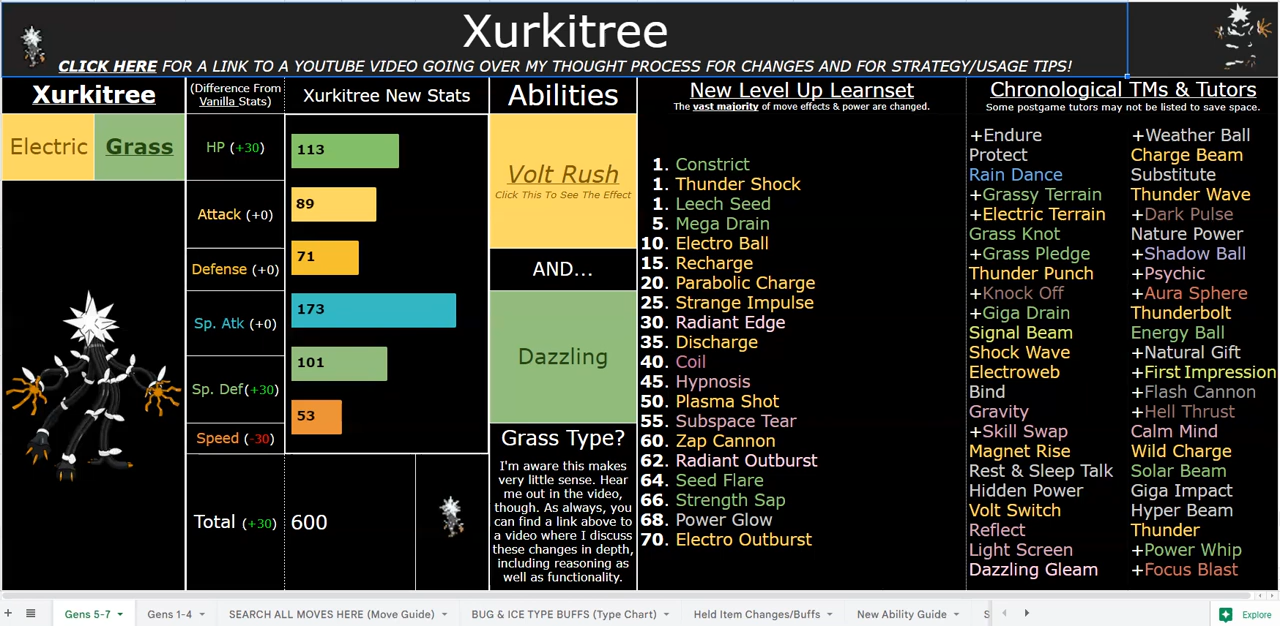 Xurkitree
CLICK HERE FOR A LINK TO A YOUTUBE VIDEO GOING OVER MY THOUGHT PROCESS FOR CHANGES AND FOR STRATEGY/USAGE TIPS!
Xurkitree
Electric Grass
(Difference From
Vanilla Stats)
Xurkitree New Stats
HP (+30) 113
Attack (+0) 89
Defense (+0) 71
Sp. Atk (+0) 173
Sp. Def(+30) 101
Speed (-30) 53
Total (+30) 600
Abilities
Volt Rush
Click This To See The Effect
AND...
Dazzling
Grass Type?
I'm aware this makes
very little sense. Hear
me out in the video,
though. As always, you
can find a link above to
a video where I discuss
these changes in depth,
including reasoning as
well as functionality.
New Level Up Learnset
The vast majority of move effects & power are changed.
1. Constrict
1. Thunder Shock
1. Leech Seed
5. Mega Drain
10. Electro Ball
15. Recharge
20. Parabolic Charge
25. Strange Impulse
30. Radiant Edge
35. Discharge
40. Coil
45. Hypnosis
50. Plasma Shot
55. Subspace Tear
60. Zap Cannon
62. Radiant Outburst
64. Seed Flare
66. Strength Sap
68. Power Glow
70. Electro Outburst
Chronological TMs & Tutors
Some postgame tutors may not be listed to save space.
+Endure
Protect
Rain Dance
+Grassy Terrain
+Electric Terrain
Grass Knot
+Grass Pledge
Thunder Punch
+Knock Off
+Giga Drain
Signal Beam
Shock Wave
Electroweb
Bind
Gravity
+Skill Swap
Magnet Rise
Rest & Sleep Talk
Hidden Power
Volt Switch
Reflect
Light Screen
Dazzling Gleam
+Weather Ball
Charge Beam
Substitute
Thunder Wave
+Dark Pulse
Nature Power
+Shadow Ball
+Psychic
+Aura Sphere
Thunderbolt
Energy Ball
+Natural Gift
+First Impression
+Flash Cannon
+Hell Thrust
Calm Mind
Wild Charge
Solar Beam
Giga Impact
Hyper Beam
Thunder
+Power Whip
+Focus Blast
+ Gens 5-7 Gens 1-4 SEARCH ALL MOVES HERE (Move Guide) BUG & ICE TYPE BUFFS (Type Chart) Held Item Changes/Buffs New Ability Guide S Explore